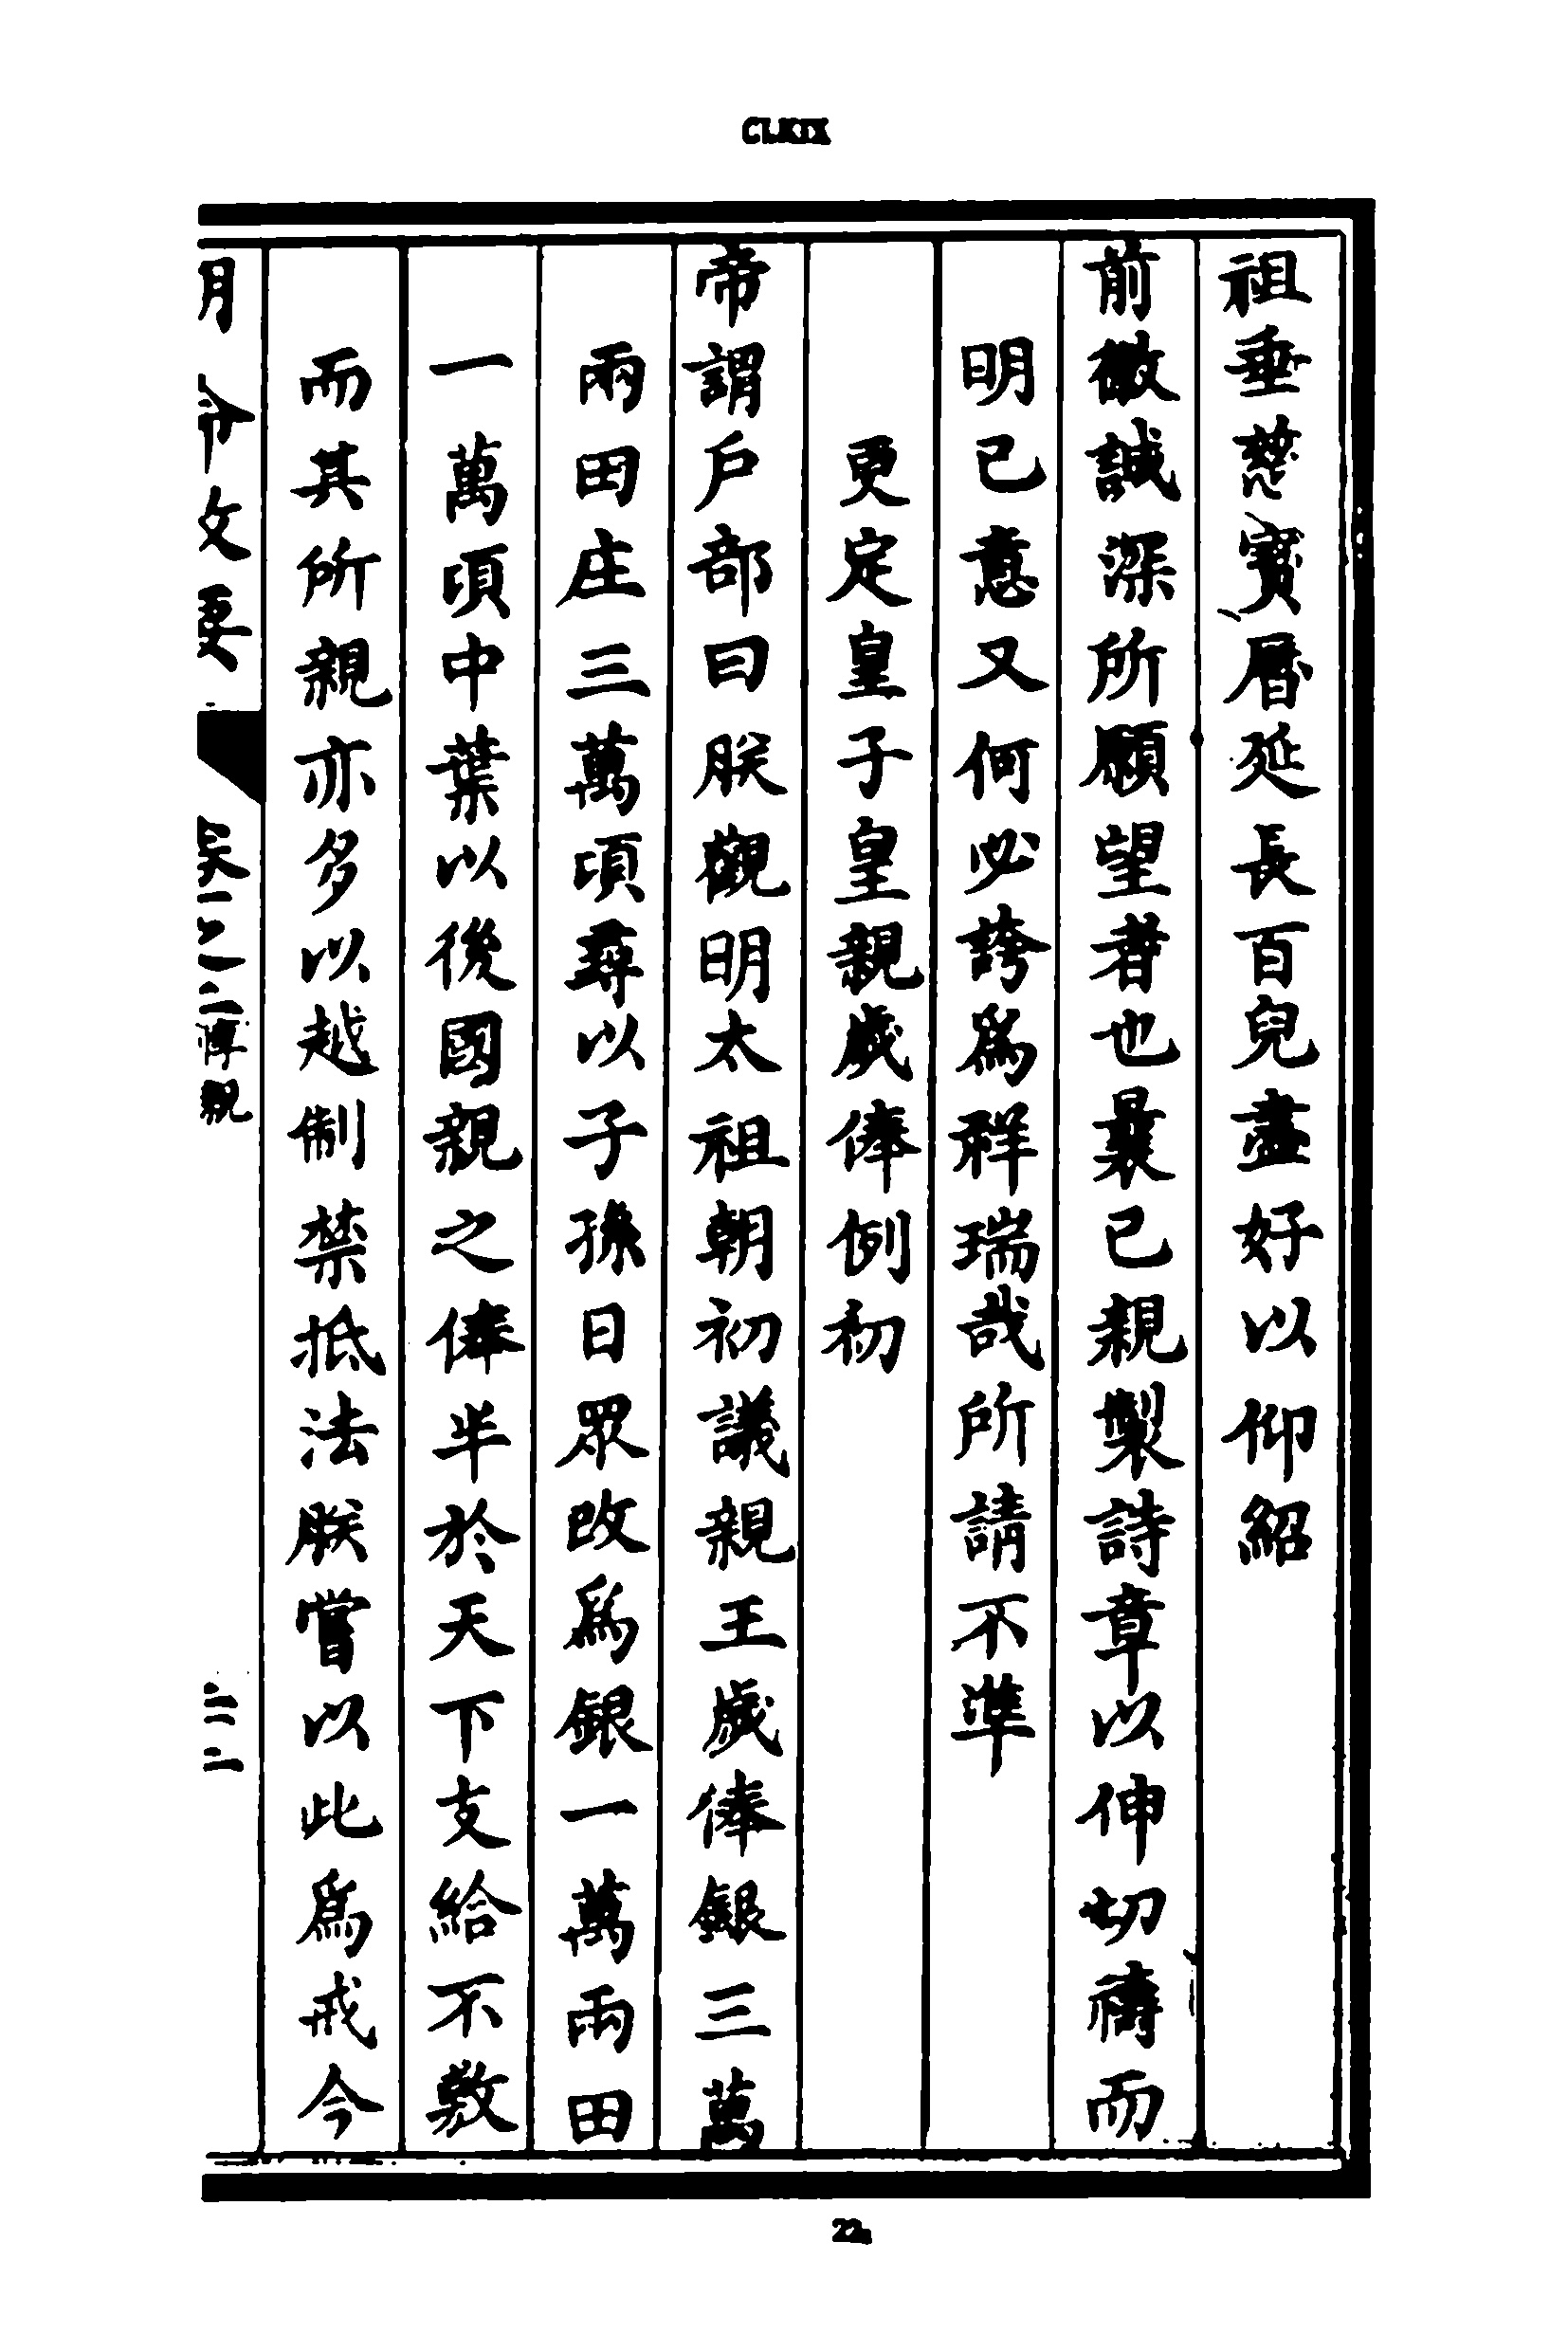 CLXIX
祖垂慈寶曆延長百兒盡好以仰紹
前徽誠深所願望者也曩已親製詩章以伸切禱而
明已意又何必誇爲祥瑞哉所請不準
更定皇子皇親歲俸例初
帝謂戶部曰朕觀明太祖朝初議親王歲俸銀三萬
兩田庄三萬頃尋以子孫日眾改爲銀一萬兩田
一萬頃中葉以後國親之俸半於天下支給不敷
而其所親亦多以越制禁抵法朕嘗以此爲戒今
明命政要 卷之二 惇親 二二
22a